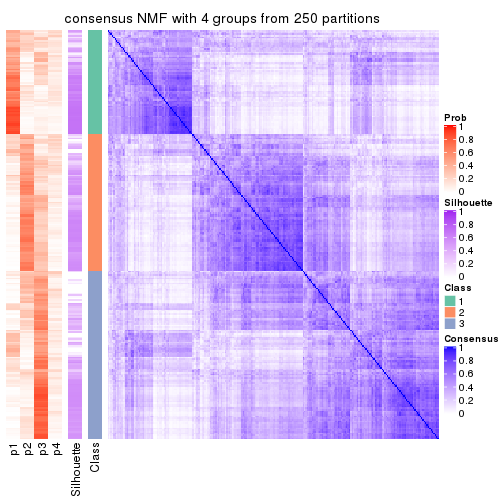 consensus NMF with 4 groups from 250 partitions
Prob
1
0.8
0.6
0.4
0.2
0
Silhouette
1
0.8
0.6
0.4
0.2
0
Class
1
2
3
Consensus
1
0.8
0.6
0.4
0.2
0
p1
p2
p3
p4
Silhouette
Class